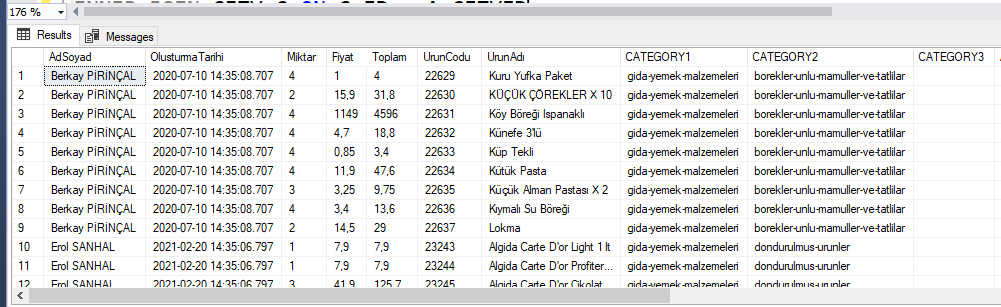 176 %
Results Messages
AdSoyad OlusturmaTarihi Miktar Fiyat Toplam UrunCodu UrunAdı CATEGORY1 CATEGORY2 CATEGORY3
1 Berkay PİRİNÇAL 2020-07-10 14:35:08.707 4 1 4 22629 Kuru Yufka Paket gida-yemek-malzemeleri borekler-unlu-mamuller-ve-tatlilar
2 Berkay PİRİNÇAL 2020-07-10 14:35:08.707 2 15,9 31,8 22630 KÜÇÜK ÇÖREKLER X 10 gida-yemek-malzemeleri borekler-unlu-mamuller-ve-tatlilar
3 Berkay PİRİNÇAL 2020-07-10 14:35:08.707 4 1149 4596 22631 Köy Böreği Ispanaklı gida-yemek-malzemeleri borekler-unlu-mamuller-ve-tatlilar
4 Berkay PİRİNÇAL 2020-07-10 14:35:08.707 4 4,7 18,8 22632 Künefe 3'lü gida-yemek-malzemeleri borekler-unlu-mamuller-ve-tatlilar
5 Berkay PİRİNÇAL 2020-07-10 14:35:08.707 4 0,85 3,4 22633 Küp Tekli gida-yemek-malzemeleri borekler-unlu-mamuller-ve-tatlilar
6 Berkay PİRİNÇAL 2020-07-10 14:35:08.707 4 11,9 47,6 22634 Kütük Pasta gida-yemek-malzemeleri borekler-unlu-mamuller-ve-tatlilar
7 Berkay PİRİNÇAL 2020-07-10 14:35:08.707 3 3,25 9,75 22635 Küçük Alman Pastası X 2 gida-yemek-malzemeleri borekler-unlu-mamuller-ve-tatlilar
8 Berkay PİRİNÇAL 2020-07-10 14:35:08.707 4 3,4 13,6 22636 Kıymalı Su Böreği gida-yemek-malzemeleri borekler-unlu-mamuller-ve-tatlilar
9 Berkay PİRİNÇAL 2020-07-10 14:35:08.707 2 14,5 29 22637 Lokma gida-yemek-malzemeleri borekler-unlu-mamuller-ve-tatlilar
10 Erol SANHAL 2021-02-20 14:35:06.797 1 7,9 7,9 23243 Algida Carte D'or Light 1 lt gida-yemek-malzemeleri dondurulmus-urunler
11 Erol SANHAL 2021-02-20 14:35:06.797 1 7,9 7,9 23244 Algida Carte D'or Profiter... gida-yemek-malzemeleri dondurulmus-urunler
12 Erol SANHAL 2021-02-20 14:35:06.797 3 41,9 125,7 23245 Algida Carte D'or Cikolat... gida-yemek-malzemeleri dondurulmus-urunler